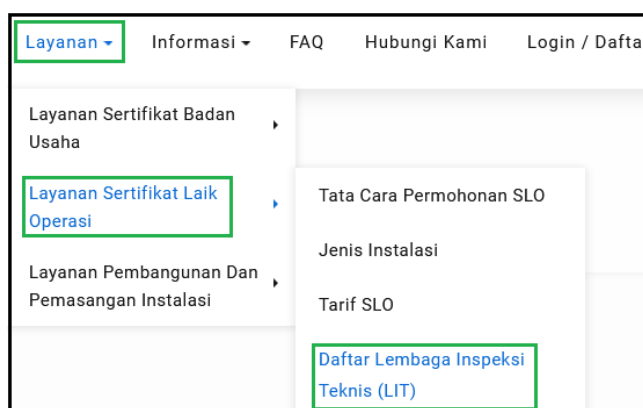 Layanan Informasi FAQ Hubungi Kami Login / Dafta
Layanan Sertifikat Badan
Usaha
Layanan Sertifikat Laik
Operasi
Layanan Pembangunan Dan
Pemasangan Instalasi
Tata Cara Permohonan SLO
Jenis Instalasi
Tarif SLO
Daftar Lembaga Inspeksi
Teknis (LIT)